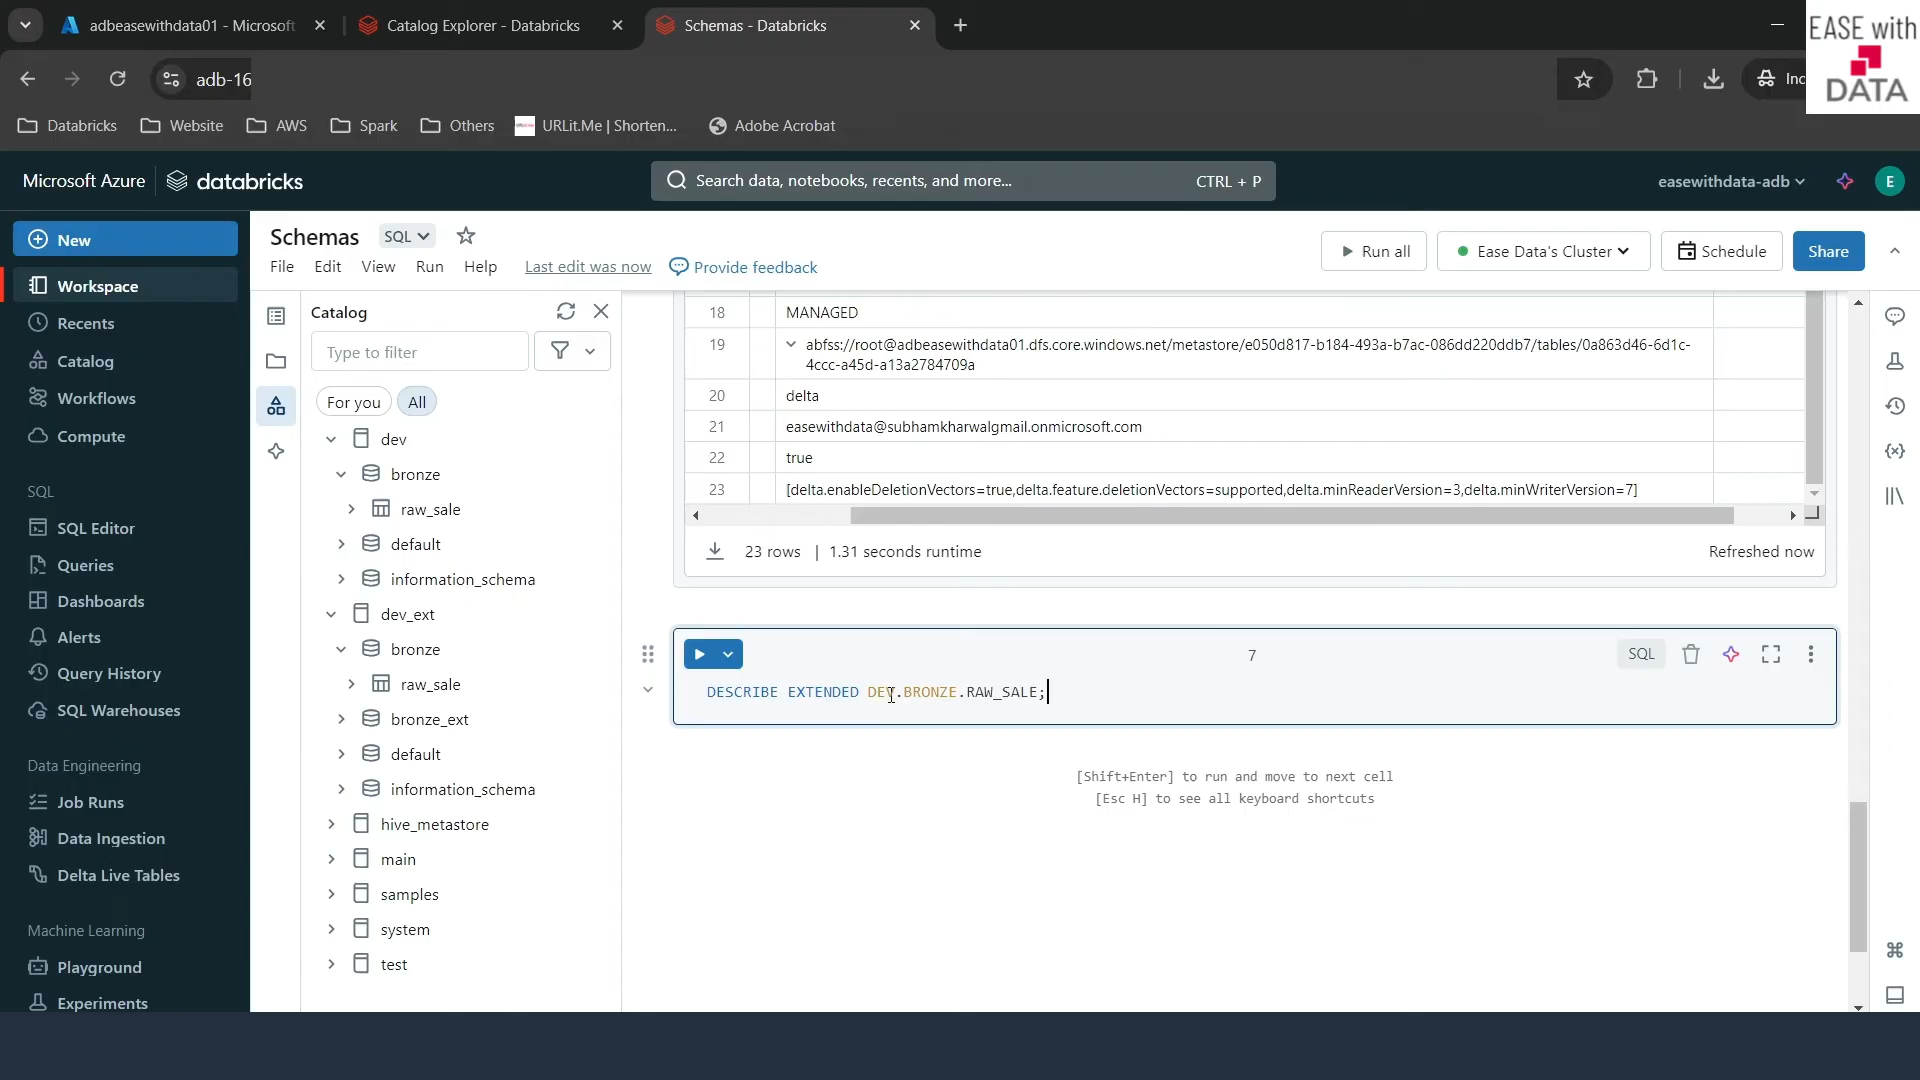 adbeasewithdata01 - Microsoft
Catalog Explorer - Databricks
Schemas - Databricks
EASE with
DATA
adb-16
Inc
Databricks
Website
AWS
Spark
Others
URLit.Me | Shorten...
Adobe Acrobat
Microsoft Azure
databricks
Search data, notebooks, recents, and more...
CTRL + P
easewithdata-adb
E
New
Workspace
Recents
Catalog
Workflows
Compute
SQL
SQL Editor
Queries
Dashboards
Alerts
Query History
SQL Warehouses
Data Engineering
Job Runs
Data Ingestion
Delta Live Tables
Machine Learning
Playground
Experiments
Schemas
SQL
File Edit View Run Help
Last edit was now
Provide feedback
Run all
Ease Data's Cluster
Schedule
Share
Catalog
Type to filter
For you
All
dev
bronze
raw_sale
default
information_schema
dev_ext
bronze
raw_sale
bronze_ext
default
information_schema
hive_metastore
main
samples
system
test
18 MANAGED
19 abfss://root@adbeasewithdata01.dfs.core.windows.net/metastore/e050d817-b184-493a-b7ac-086dd220ddb7/tables/0a863d46-6d1c-
4ccc-a45d-a13a2784709a
20 delta
21 easewithdata@subhamkharwalgmail.onmicrosoft.com
22 true
23 [delta.enableDeletionVectors=true,delta.feature.deletionVectors=supported,delta.minReaderVersion=3,delta.minWriterVersion=7]
23 rows | 1.31 seconds runtime
Refreshed now
7
SQL
DESCRIBE EXTENDED DEV.BRONZE.RAW_SALE;
[Shift+Enter] to run and move to next cell
[Esc H] to see all keyboard shortcuts